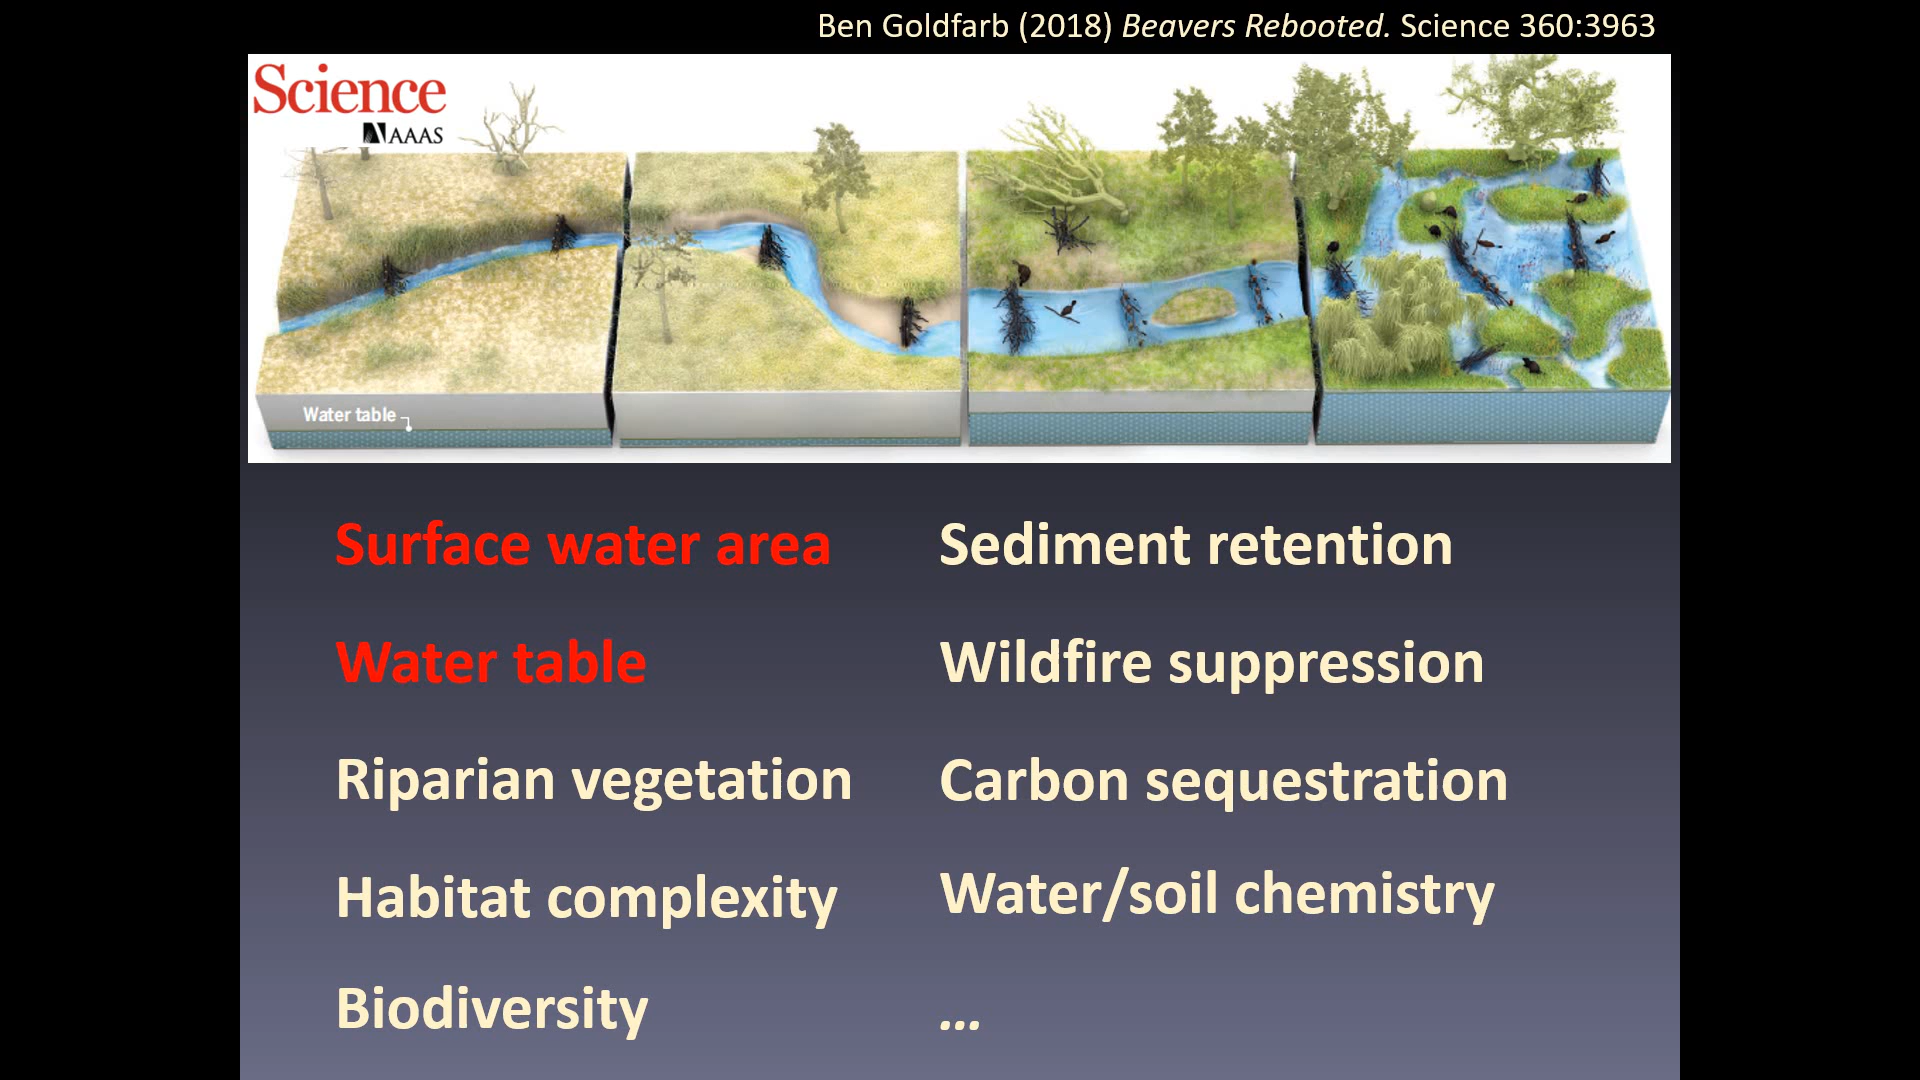 Ben Goldfarb (2018) Beavers Rebooted. Science 360:3963
Science
AAAS
Water table
Surface water area
Sediment retention
Water table
Wildfire suppression
Riparian vegetation
Carbon sequestration
Habitat complexity
Water/soil chemistry
Biodiversity
...